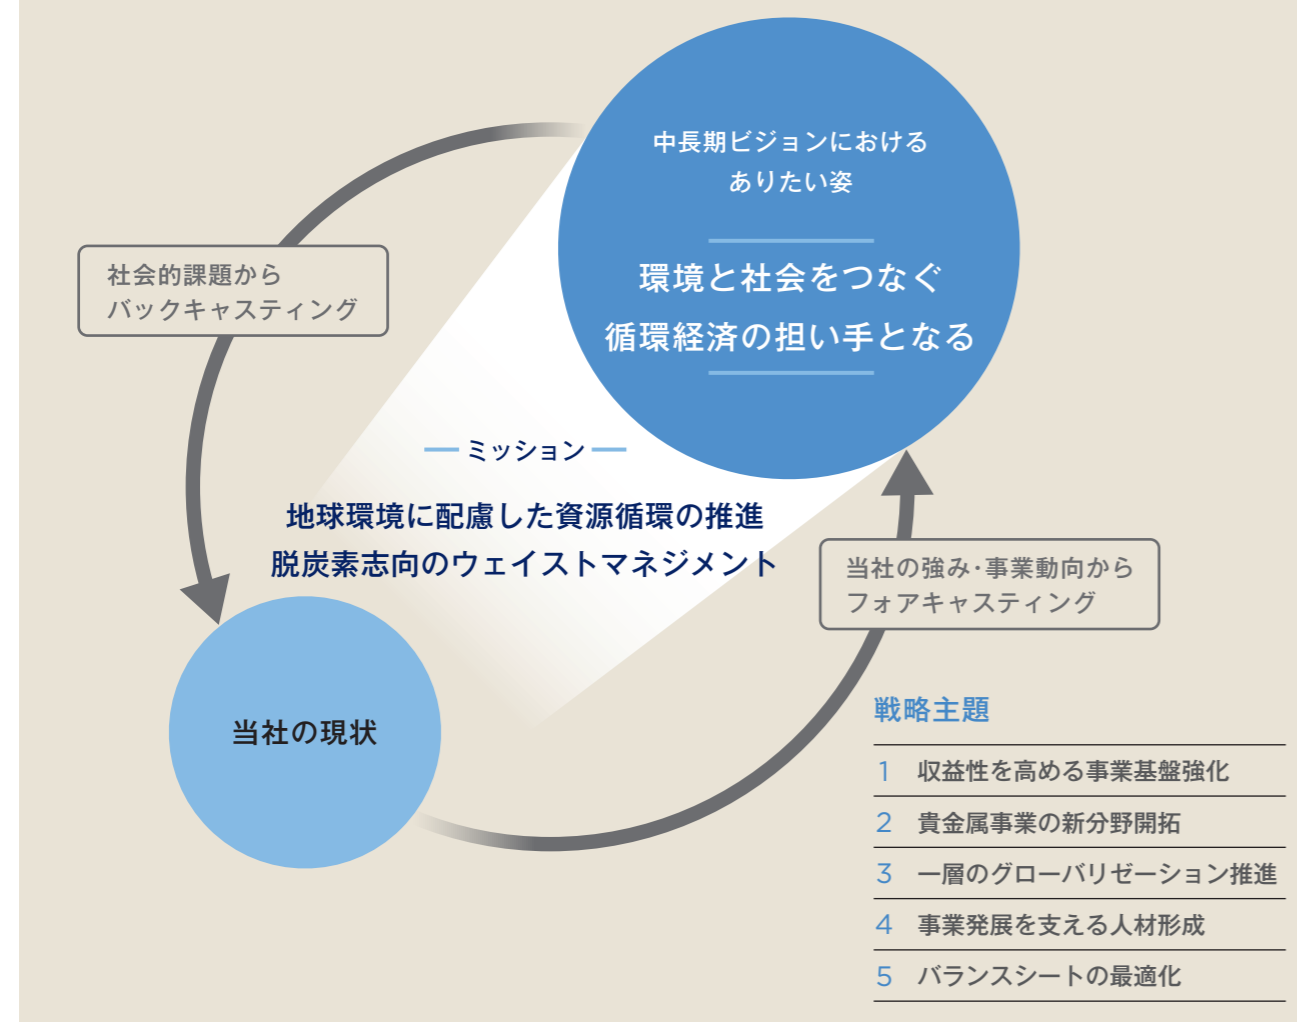 中長期ビジョンにおける
ありたい姿
環境と社会をつなぐ
循環経済の担い手となる
社会的課題から
バックキャスティング
ミッション
地球環境に配慮した資源循環の推進
脱炭素志向のウェイストマネジメント
当社の強み・事業動向から
フォアキャスティング
当社の現状
戦略主題
1 収益性を高める事業基盤強化
2 貴金属事業の新分野開拓
3 一層のグローバリゼーション推進
4 事業発展を支える人材形成
5 バランスシートの最適化